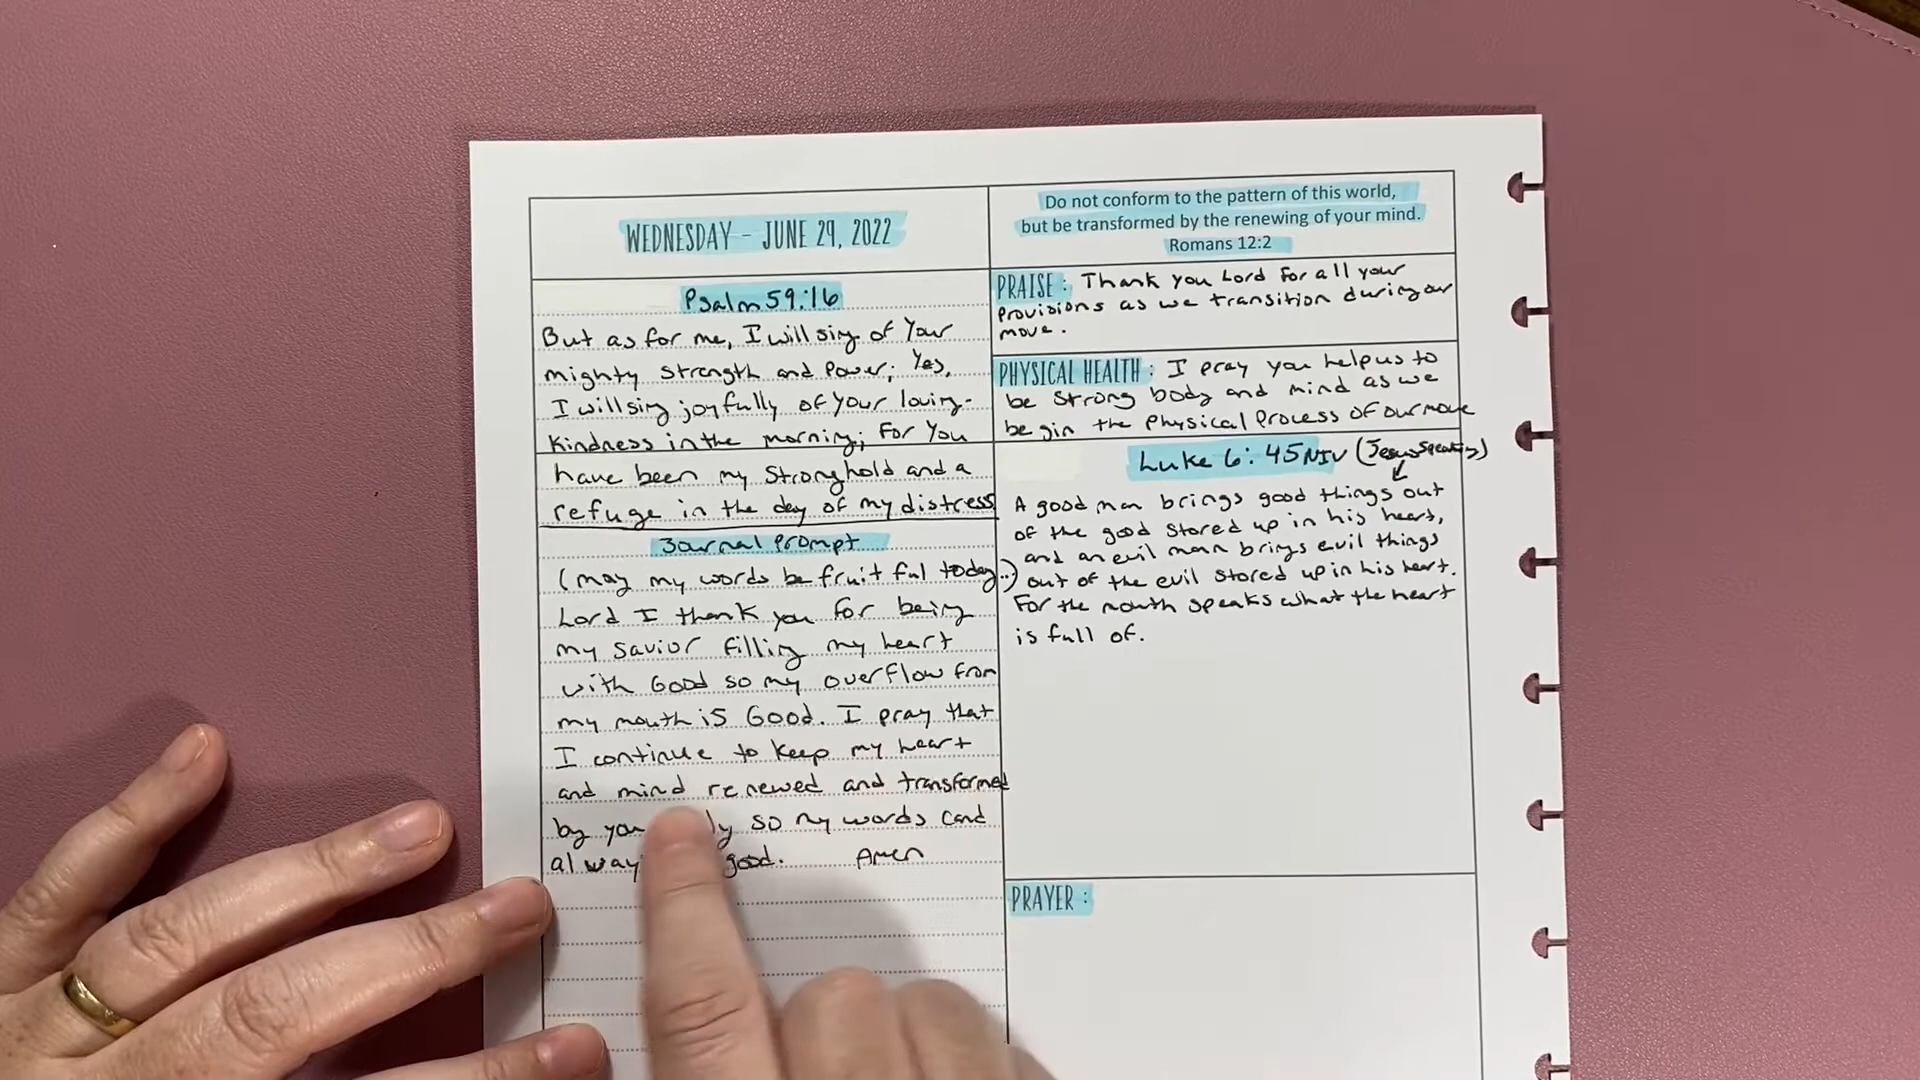 WEDNESDAY - JUNE 29, 2022
Psalm 59:16
But as for me, I will sing of Your
mighty strength and power; Yes,
I will sing joyfully of Your loving-
kindness in the morning; For You
have been my stronghold and a
refuge in the day of my distress
Journal Prompt
(may my words be fruit ful today...)
Lord I thank you for being
my savior filling my heart
with Good so my overflow from
my mouth is Good. I pray that
I continue to keep my heart
and mind renewed and transformed
by you so my words can
always good. Amen
Do not conform to the pattern of this world,
but be transformed by the renewing of your mind.
Romans 12:2
PRAISE: Thank you Lord for all your
provisions as we transition during our
move.
PHYSICAL HEALTH: I pray you help us to
be strong body and mind as we
begin the physical process of our move
Luke 6:45 NIV (Jesus speaking)
A good man brings good things out
of the good stored up in his heart,
and an evil man brings evil things
out of the evil stored up in his heart.
For the mouth speaks what the heart
is full of.
PRAYER: